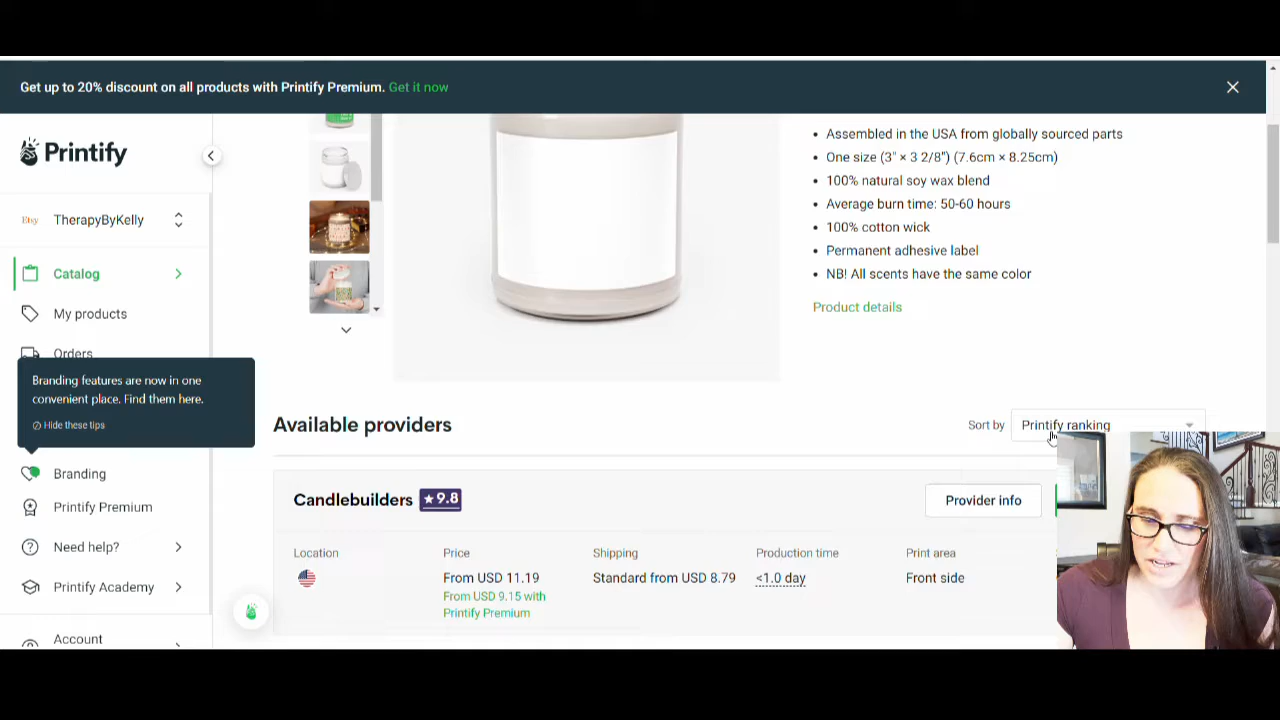 Get up to 20% discount on all products with Printify Premium. Get it now
Printify
Etsy TherapyByKelly
Catalog
My products
Orders
Branding features are now in one
convenient place. Find them here.
Hide these tips
Branding
Printify Premium
Need help?
Printify Academy
Account
Assembled in the USA from globally sourced parts
One size (3" × 3 2/8") (7.6cm × 8.25cm)
100% natural soy wax blend
Average burn time: 50-60 hours
100% cotton wick
Permanent adhesive label
NB! All scents have the same color
Product details
Available providers
Sort by Printify ranking
Candlebuilders ★ 9.8
Provider info
Location Price Shipping Production time Print area
From USD 11.19 Standard from USD 8.79 <1.0 day Front side
From USD 9.15 with
Printify Premium